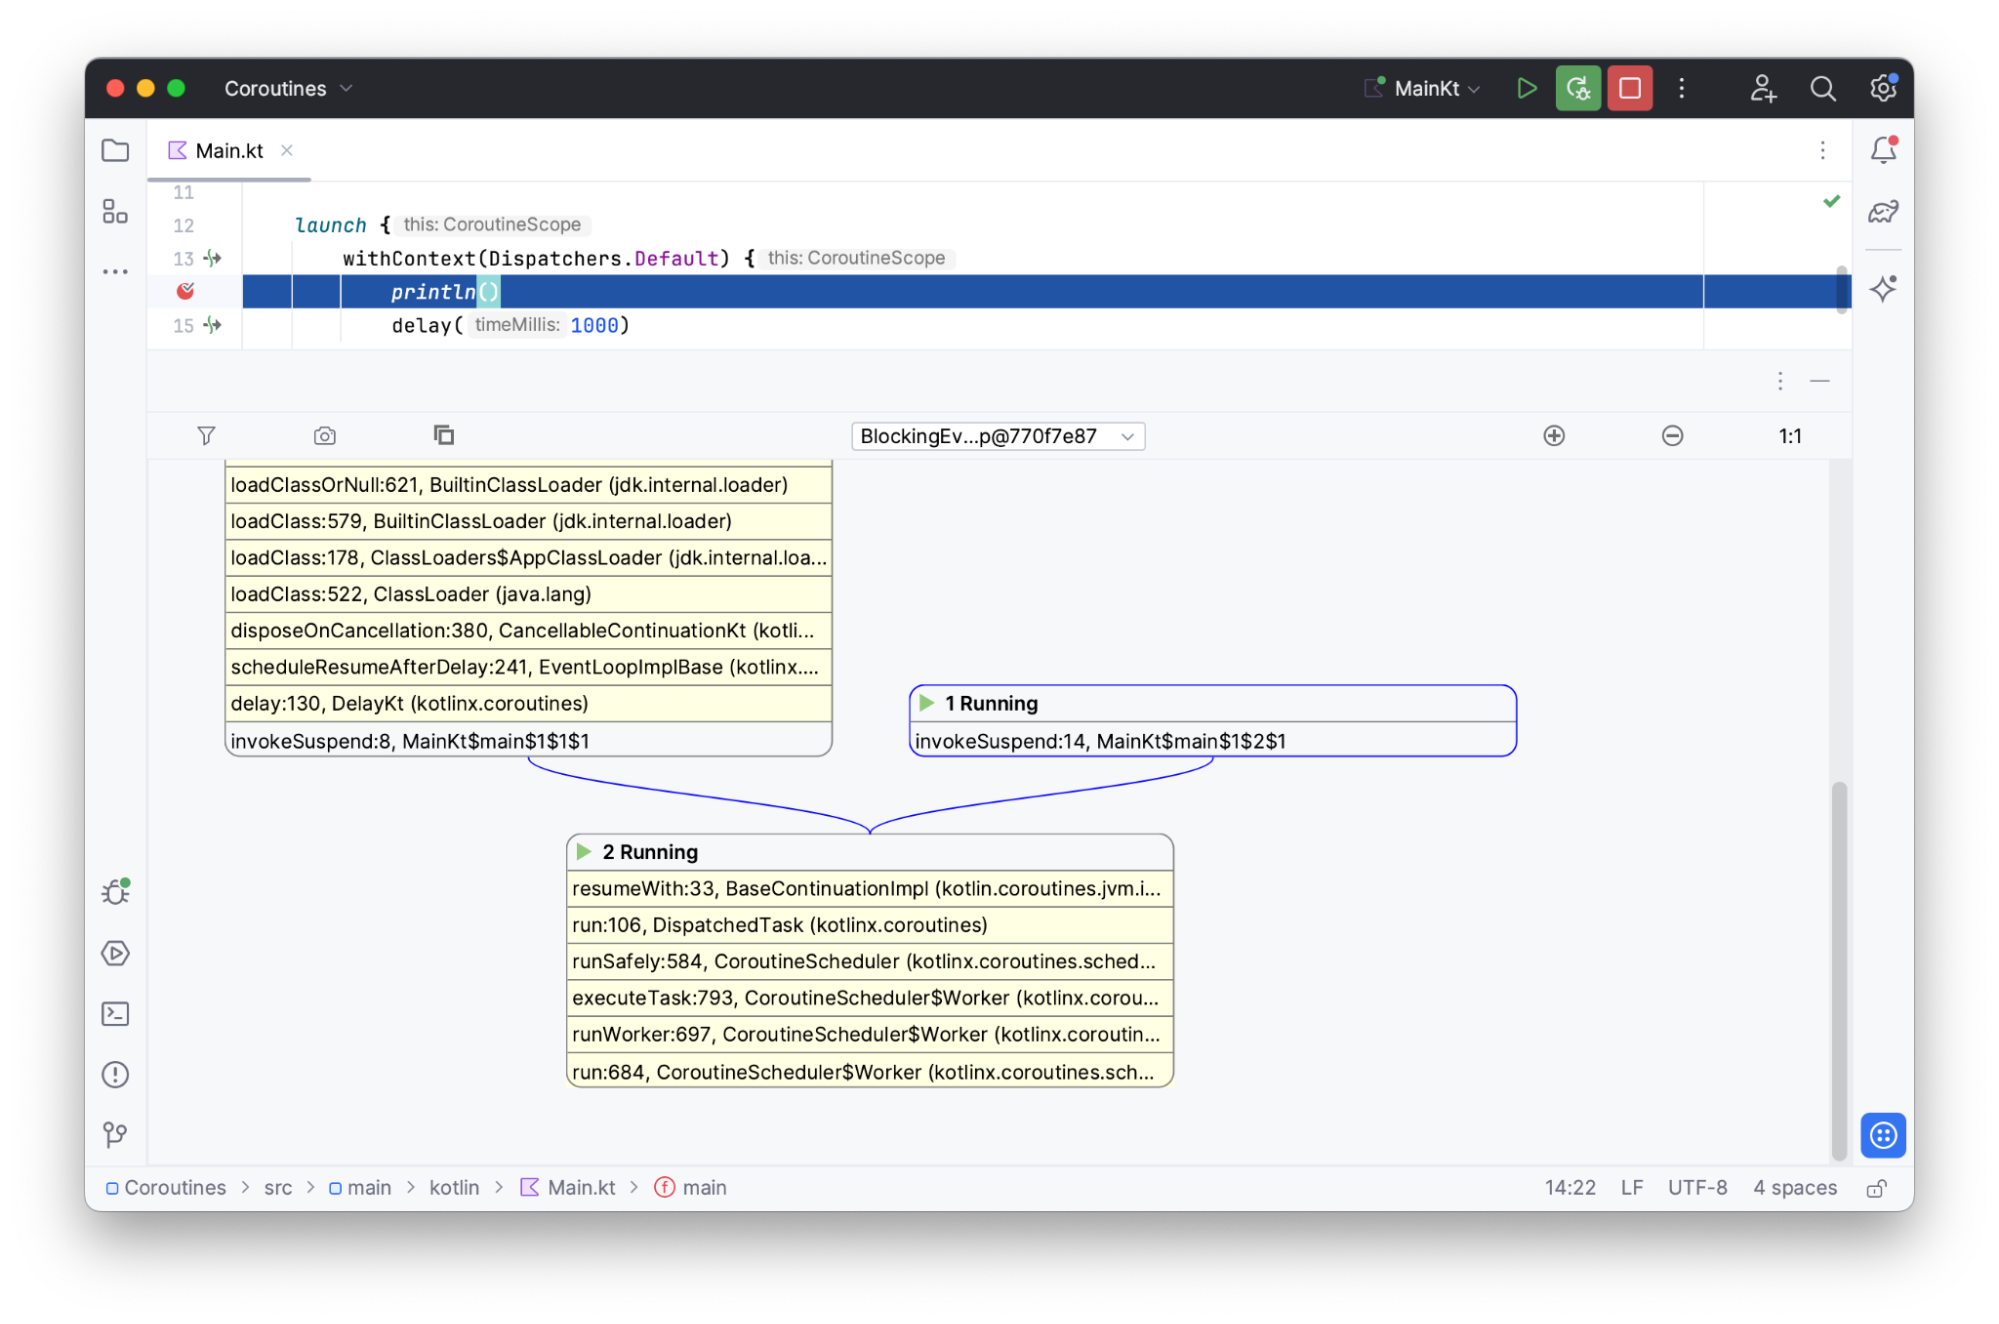 Coroutines
MainKt
Main.kt
11
12 launch { this: CoroutineScope
13 withContext(Dispatchers.Default) { this: CoroutineScope
println()
15 delay( timeMillis: 1000)
BlockingEv...p@770f7e87
1:1
loadClassOrNull:621, BuiltinClassLoader (jdk.internal.loader)
loadClass:579, BuiltinClassLoader (jdk.internal.loader)
loadClass:178, ClassLoaders$AppClassLoader (jdk.internal.loa...
loadClass:522, ClassLoader (java.lang)
disposeOnCancellation:380, CancellableContinuationKt (kotli...
scheduleResumeAfterDelay:241, EventLoopImplBase (kotlinx....
delay:130, DelayKt (kotlinx.coroutines)
invokeSuspend:8, MainKt$main$1$1$1
1 Running
invokeSuspend:14, MainKt$main$1$2$1
2 Running
resumeWith:33, BaseContinuationImpl (kotlin.coroutines.jvm.i...
run:106, DispatchedTask (kotlinx.coroutines)
runSafely:584, CoroutineScheduler (kotlinx.coroutines.sched...
executeTask:793, CoroutineScheduler$Worker (kotlinx.corou...
runWorker:697, CoroutineScheduler$Worker (kotlinx.coroutin...
run:684, CoroutineScheduler$Worker (kotlinx.coroutines.sch...
Coroutines > src > main > kotlin > Main.kt > main
14:22 LF UTF-8 4 spaces